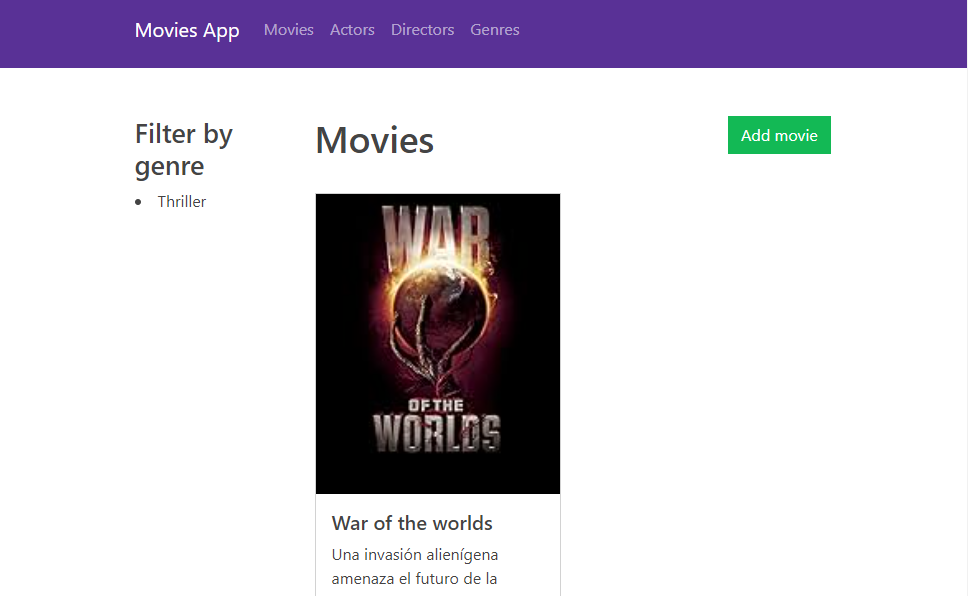 Movies App Movies Actors Directors Genres
Filter by
genre
Thriller
Movies
Add movie
WAR
OF THE
WORLDS
War of the worlds
Una invasión alienígena
amenaza el futuro de la